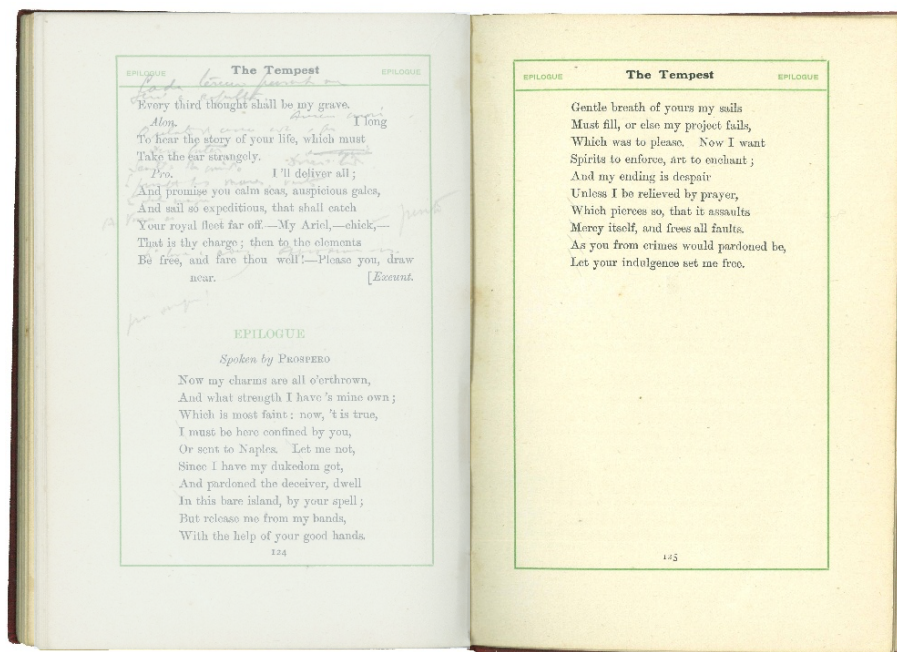 EPILOGUE The Tempest EPILOGUE
Every third thought shall be my grave.
Alon. I long
To hear the story of your life, which must
Take the ear strangely.
Pro. I 'll deliver all;
And promise you calm seas, auspicious gales,
And sail so expeditious, that shall catch
Your royal fleet far off.—My Ariel,—chick,—
That is thy charge; then to the elements
Be free, and fare thou well!—Please you, draw
near. [Exeunt.
EPILOGUE
Spoken by PROSPERO
Now my charms are all o'erthrown,
And what strength I have 's mine own;
Which is most faint: now, 't is true,
I must be here confined by you,
Or sent to Naples. Let me not,
Since I have my dukedom got,
And pardoned the deceiver, dwell
In this bare island, by your spell;
But release me from my bands,
With the help of your good hands.
124
EPILOGUE The Tempest EPILOGUE
Gentle breath of yours my sails
Must fill, or else my project fails,
Which was to please. Now I want
Spirits to enforce, art to enchant;
And my ending is despair
Unless I be relieved by prayer,
Which pierces so, that it assaults
Mercy itself, and frees all faults.
As you from crimes would pardoned be,
Let your indulgence set me free.
125